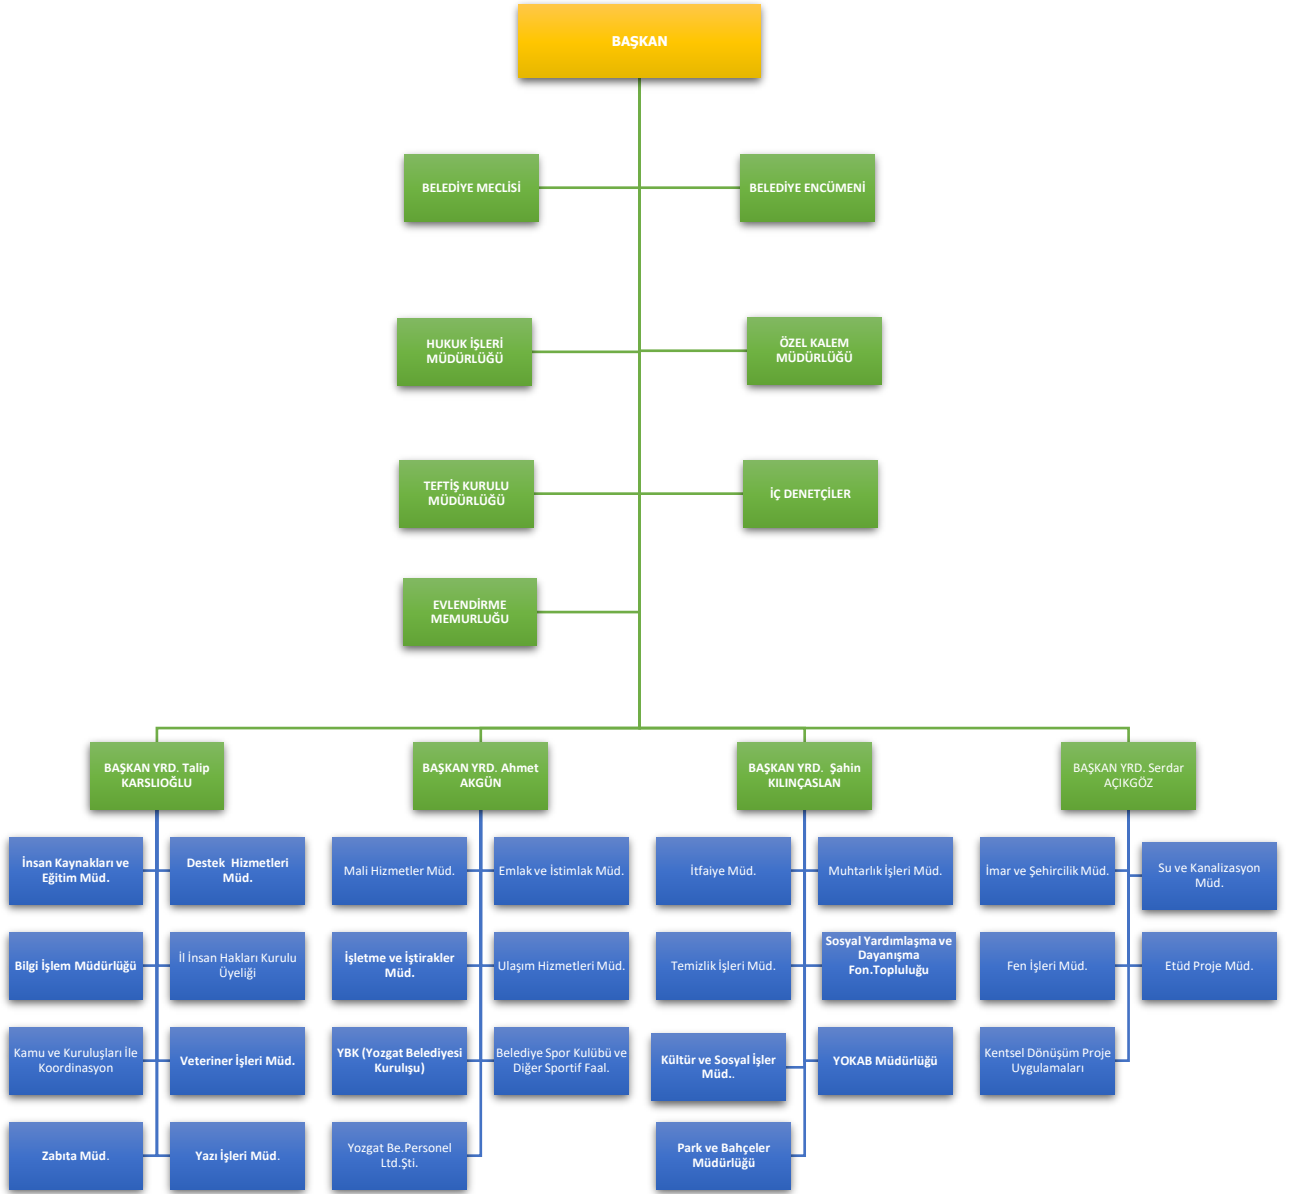 BAŞKAN
BELEDİYE MECLİSİ
BELEDİYE ENCÜMENİ
HUKUK İŞLERİ
MÜDÜRLÜĞÜ
ÖZEL KALEM
MÜDÜRLÜĞÜ
TEFTİŞ KURULU
MÜDÜRLÜĞÜ
İÇ DENETÇİLER
EVLENDİRME
MEMURLUĞU
BAŞKAN YRD. Talip
KARSLIOĞLU
BAŞKAN YRD. Ahmet
AKGÜN
BAŞKAN YRD.  Şahin
KILINÇASLAN
BAŞKAN YRD. Serdar
AÇIKGÖZ
İnsan Kaynakları ve
Eğitim Müd.
Destek  Hizmetleri
Müd.
Mali Hizmetler Müd.
Emlak ve İstimlak Müd.
İtfaiye Müd.
Muhtarlık İşleri Müd.
İmar ve Şehircilik Müd.
Su ve Kanalizasyon
Müd.
Bilgi İşlem Müdürlüğü
İl İnsan Hakları Kurulu
Üyeliği
İşletme ve İştirakler
Müd.
Ulaşım Hizmetleri Müd.
Temizlik İşleri Müd.
Sosyal Yardımlaşma ve
Dayanışma
Fon.Topluluğu
Fen İşleri Müd.
Etüd Proje Müd.
Kamu ve Kuruluşları İle
Koordinasyon
Veteriner İşleri Müd.
YBK (Yozgat Belediyesi
Kurulışu)
Belediye Spor Kulübü ve
Diğer Sportif Faal.
Kültür ve Sosyal İşler
Müd..
YOKAB Müdürlüğü
Kentsel Dönüşüm Proje
Uygulamaları
Zabıta Müd.
Yazı İşleri Müd.
Yozgat Be.Personel
Ltd.Şti.
Park ve Bahçeler
Müdürlüğü